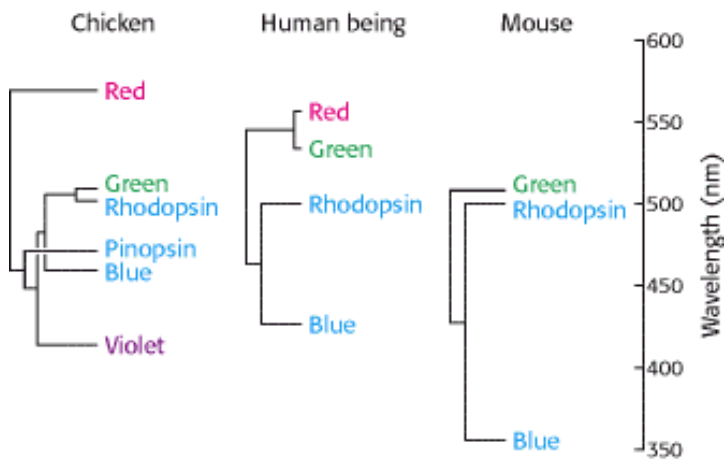 Chicken
Human being
Mouse
Red
Green
Rhodopsin
Pinopsin
Blue
Violet
Red
Green
Rhodopsin
Blue
Green
Rhodopsin
Blue
600
550
500
450
400
350
Wavelength (nm)